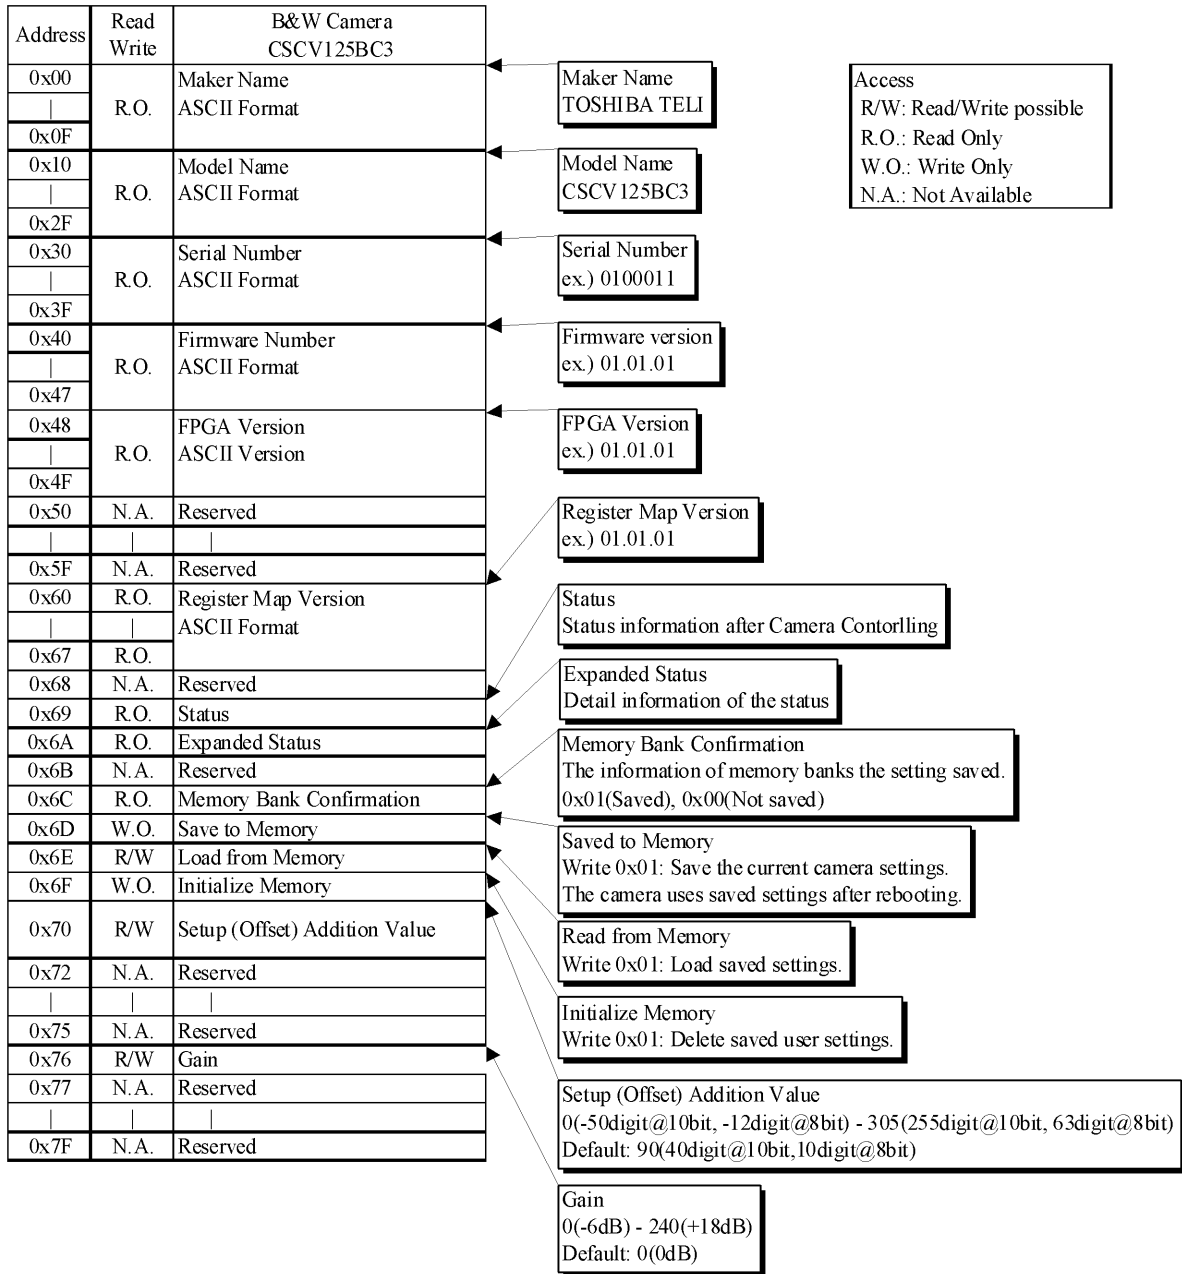 Address
Read
Write
B&W Camera
CSCV125BC3
0x00
|
0x0F
R.O.
Maker Name
ASCII Format
0x10
|
0x2F
R.O.
Model Name
ASCII Format
0x30
|
0x3F
R.O.
Serial Number
ASCII Format
0x40
|
0x47
R.O.
Firmware Number
ASCII Format
0x48
|
0x4F
R.O.
FPGA Version
ASCII Version
0x50 N.A. Reserved
| | |
0x5F N.A. Reserved
0x60 R.O. Register Map Version
| | ASCII Format
0x67 R.O.
0x68 N.A. Reserved
0x69 R.O. Status
0x6A R.O. Expanded Status
0x6B N.A. Reserved
0x6C R.O. Memory Bank Confirmation
0x6D W.O. Save to Memory
0x6E R/W Load from Memory
0x6F W.O. Initialize Memory
0x70 R/W Setup (Offset) Addition Value
0x72 N.A. Reserved
| | |
0x75 N.A. Reserved
0x76 R/W Gain
0x77 N.A. Reserved
| | |
0x7F N.A. Reserved
Maker Name
TOSHIBA TELI
Model Name
CSCV125BC3
Serial Number
ex.) 0100011
Firmware version
ex.) 01.01.01
FPGA Version
ex.) 01.01.01
Register Map Version
ex.) 01.01.01
Status
Status information after Camera Contorlling
Expanded Status
Detail information of the status
Memory Bank Confirmation
The information of memory banks the setting saved.
0x01(Saved), 0x00(Not saved)
Saved to Memory
Write 0x01: Save the current camera settings.
The camera uses saved settings after rebooting.
Read from Memory
Write 0x01: Load saved settings.
Initialize Memory
Write 0x01: Delete saved user settings.
Setup (Offset) Addition Value
0(-50digit@10bit, -12digit@8bit) - 305(255digit@10bit, 63digit@8bit)
Default: 90(40digit@10bit,10digit@8bit)
Gain
0(-6dB) - 240(+18dB)
Default: 0(0dB)
Access
R/W: Read/Write possible
R.O.: Read Only
W.O.: Write Only
N.A.: Not Available